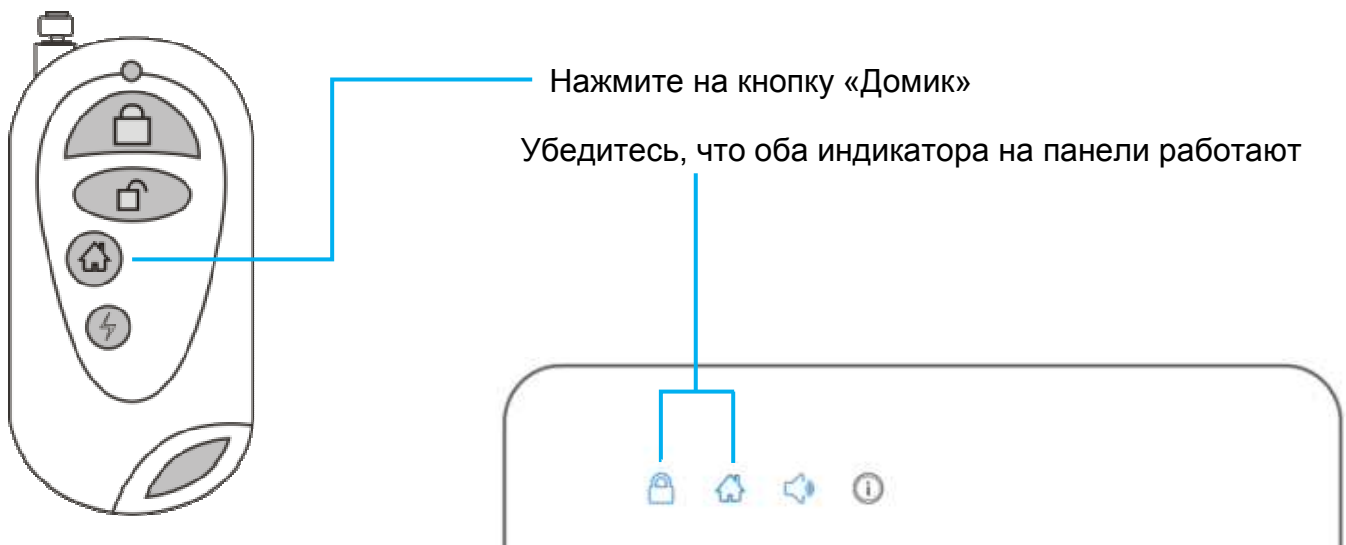 Нажмите на кнопку «Домик»
Убедитесь, что оба индикатора на панели работают